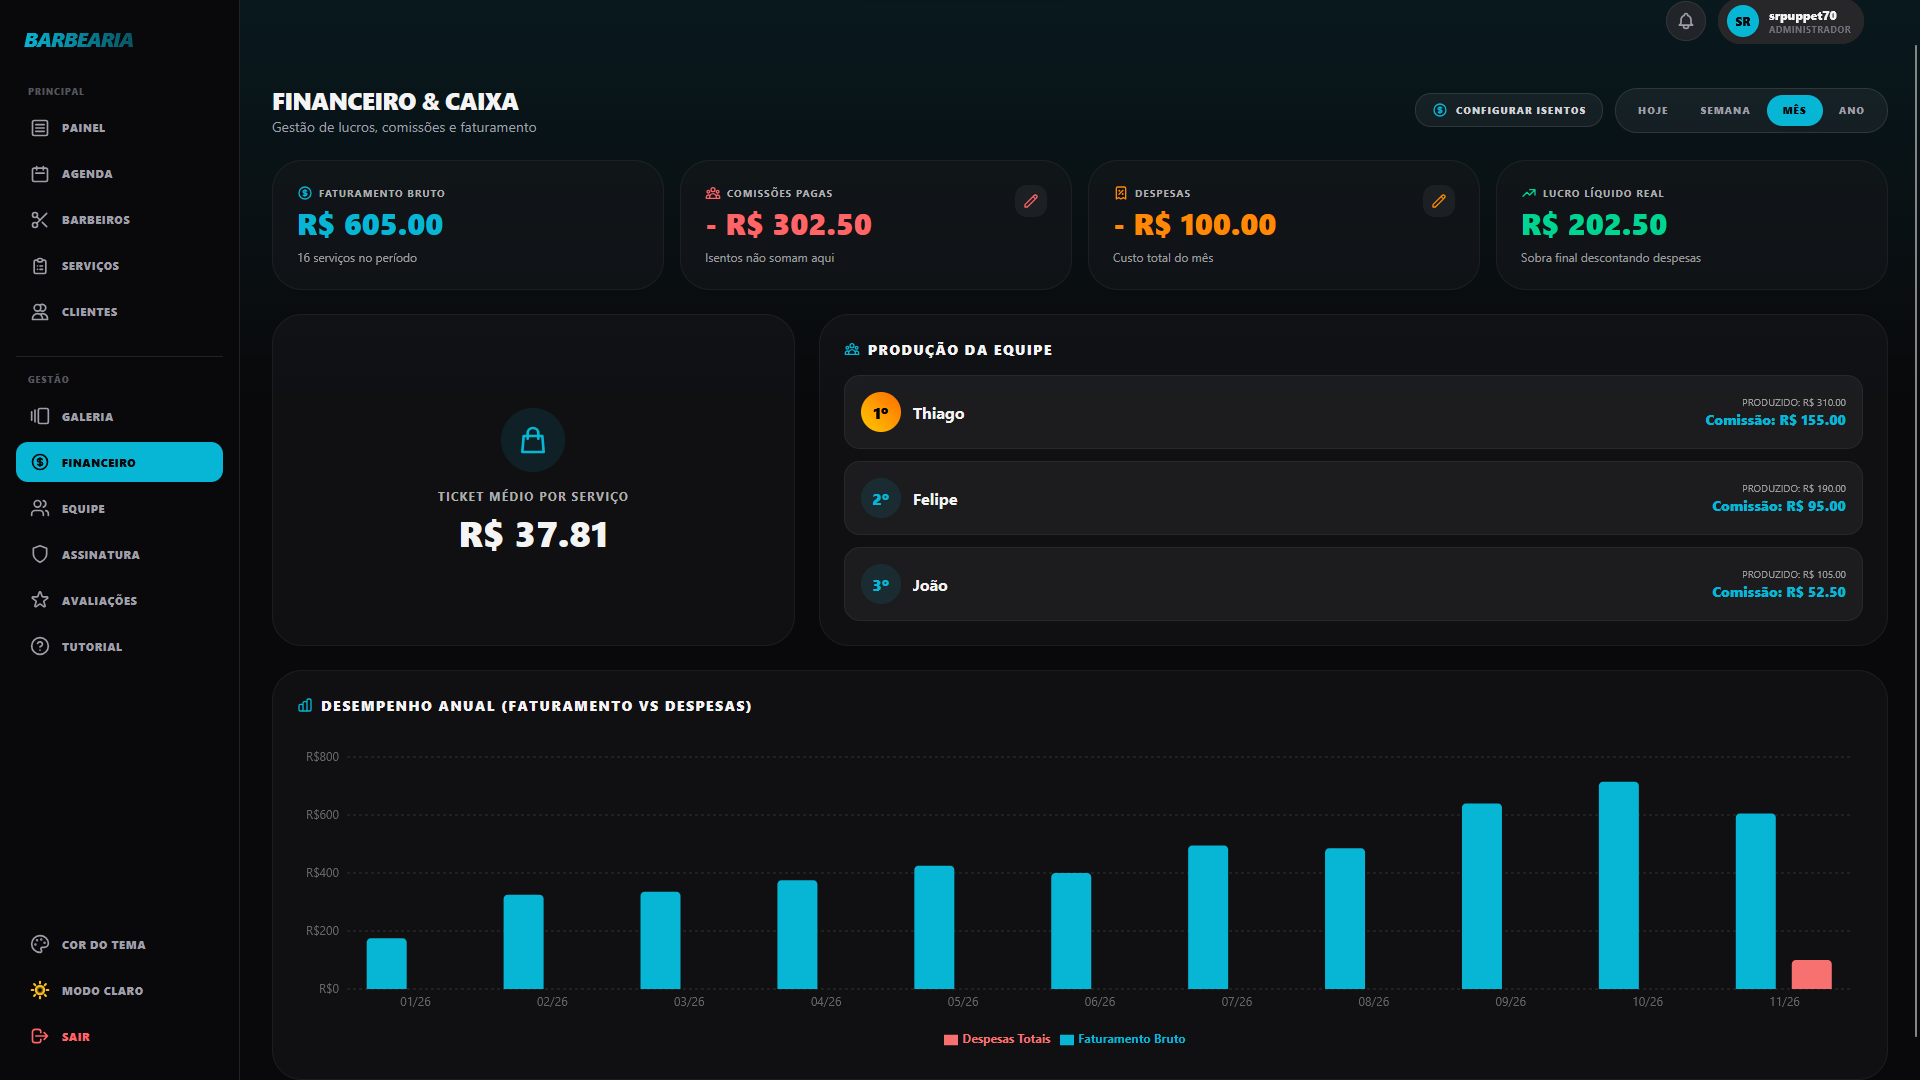 BARBEARIA
PRINCIPAL
PAINEL
AGENDA
BARBEIROS
SERVIÇOS
CLIENTES
GESTÃO
GALERIA
FINANCEIRO
EQUIPE
ASSINATURA
AVALIAÇÕES
TUTORIAL
COR DO TEMA
MODO CLARO
SAIR
SR
srpuppet70
ADMINISTRADOR
FINANCEIRO & CAIXA
Gestão de lucros, comissões e faturamento
CONFIGURAR ISENTOS
HOJE SEMANA MÊS ANO
FATURAMENTO BRUTO
R$ 605.00
16 serviços no período
COMISSÕES PAGAS
- R$ 302.50
Isentos não somam aqui
DESPESAS
- R$ 100.00
Custo total do mês
LUCRO LÍQUIDO REAL
R$ 202.50
Sobra final descontando despesas
TICKET MÉDIO POR SERVIÇO
R$ 37.81
PRODUÇÃO DA EQUIPE
1º Thiago
PRODUZIDO: R$ 310.00
Comissão: R$ 155.00
2º Felipe
PRODUZIDO: R$ 190.00
Comissão: R$ 95.00
3º João
PRODUZIDO: R$ 105.00
Comissão: R$ 52.50
DESEMPENHO ANUAL (FATURAMENTO VS DESPESAS)
R$800
R$600
R$400
R$200
R$0
01/26 02/26 03/26 04/26 05/26 06/26 07/26 08/26 09/26 10/26 11/26
Despesas Totais Faturamento Bruto